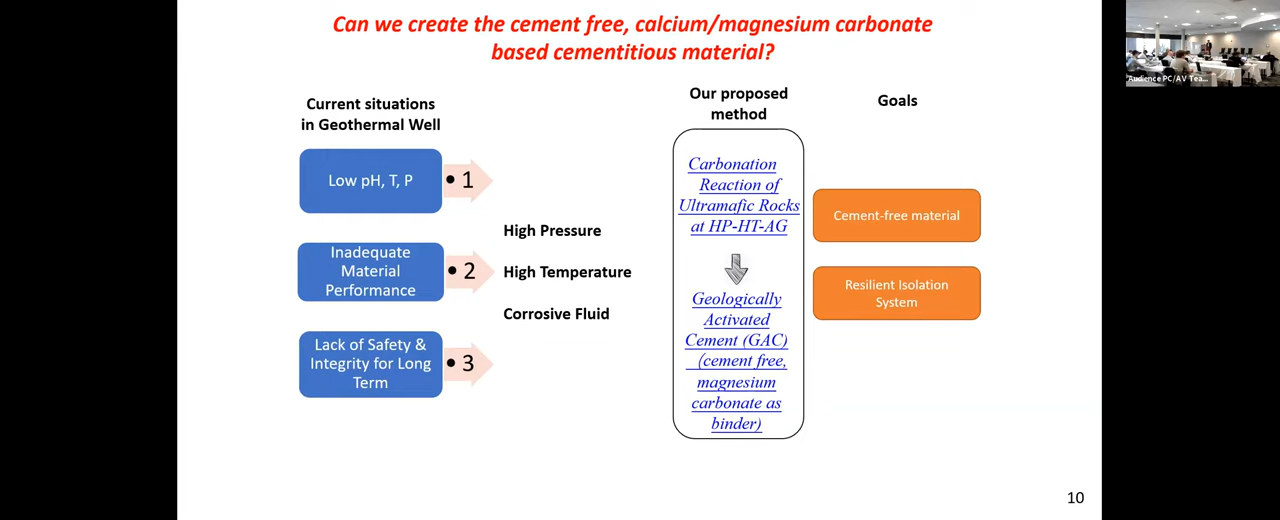 Can we create the cement free, calcium/magnesium carbonate
based cementitious material?
Audience PC/AV Tea...
Current situations
in Geothermal Well
Low pH, T, P
• 1
Inadequate
Material
Performance
• 2
Lack of Safety &
Integrity for Long
Term
• 3
High Pressure
High Temperature
Corrosive Fluid
Our proposed
method
Carbonation
Reaction of
Ultramafic Rocks
at HP-HT-AG
Geologically
Activated
Cement (GAC)
(cement free,
magnesium
carbonate as
binder)
Goals
Cement-free material
Resilient Isolation
System
10